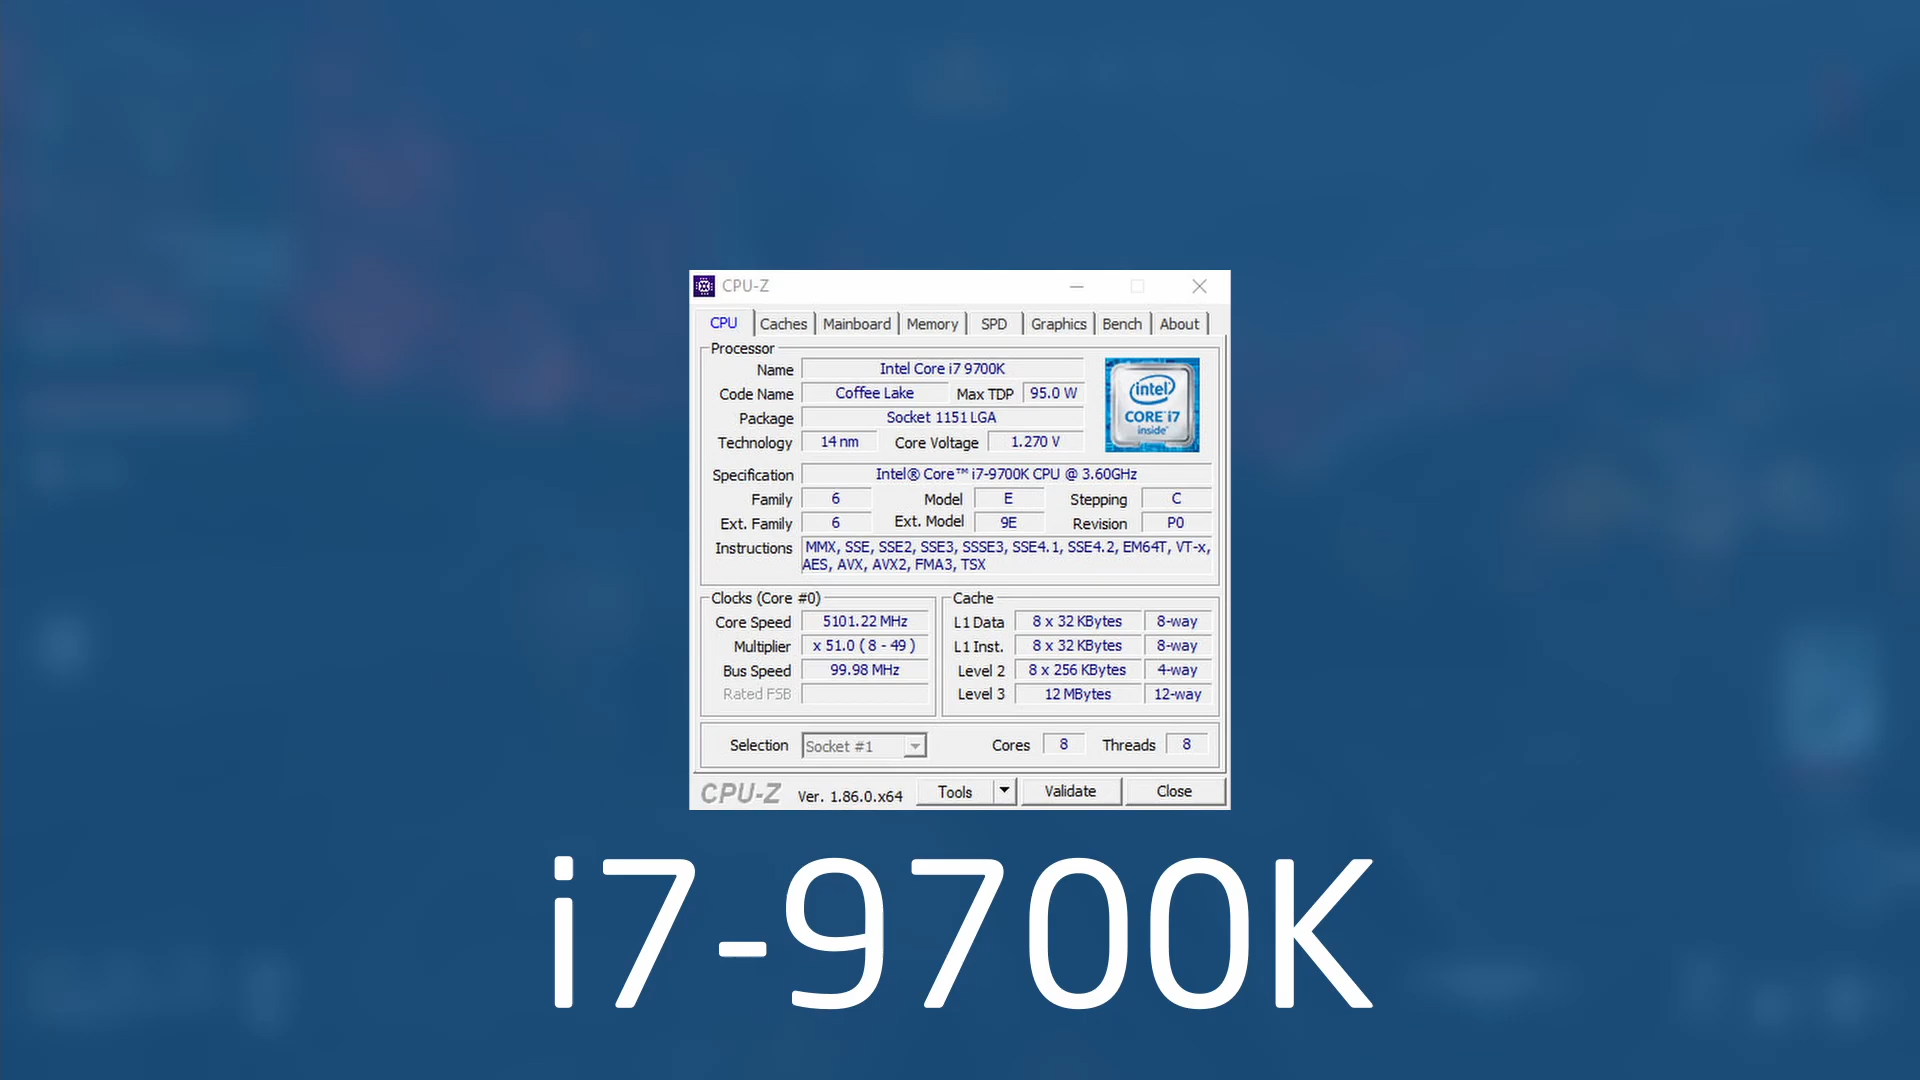 CPU-Z
CPU Caches Mainboard Memory SPD Graphics Bench About
Processor
Name Intel Core i7 9700K
Code Name Coffee Lake Max TDP 95.0 W
Package Socket 1151 LGA
Technology 14 nm Core Voltage 1.270 V
intel
CORE i7
inside
Specification Intel® Core™ i7-9700K CPU @ 3.60GHz
Family 6 Model E Stepping C
Ext. Family 6 Ext. Model 9E Revision P0
Instructions MMX, SSE, SSE2, SSE3, SSSE3, SSE4.1, SSE4.2, EM64T, VT-x,
AES, AVX, AVX2, FMA3, TSX
Clocks (Core #0)
Core Speed 5101.22 MHz
Multiplier x 51.0 ( 8 - 49 )
Bus Speed 99.98 MHz
Rated FSB
Cache
L1 Data 8 x 32 KBytes 8-way
L1 Inst. 8 x 32 KBytes 8-way
Level 2 8 x 256 KBytes 4-way
Level 3 12 MBytes 12-way
Selection Socket #1 Cores 8 Threads 8
CPU-Z Ver. 1.86.0.x64 Tools Validate Close
i7-9700K